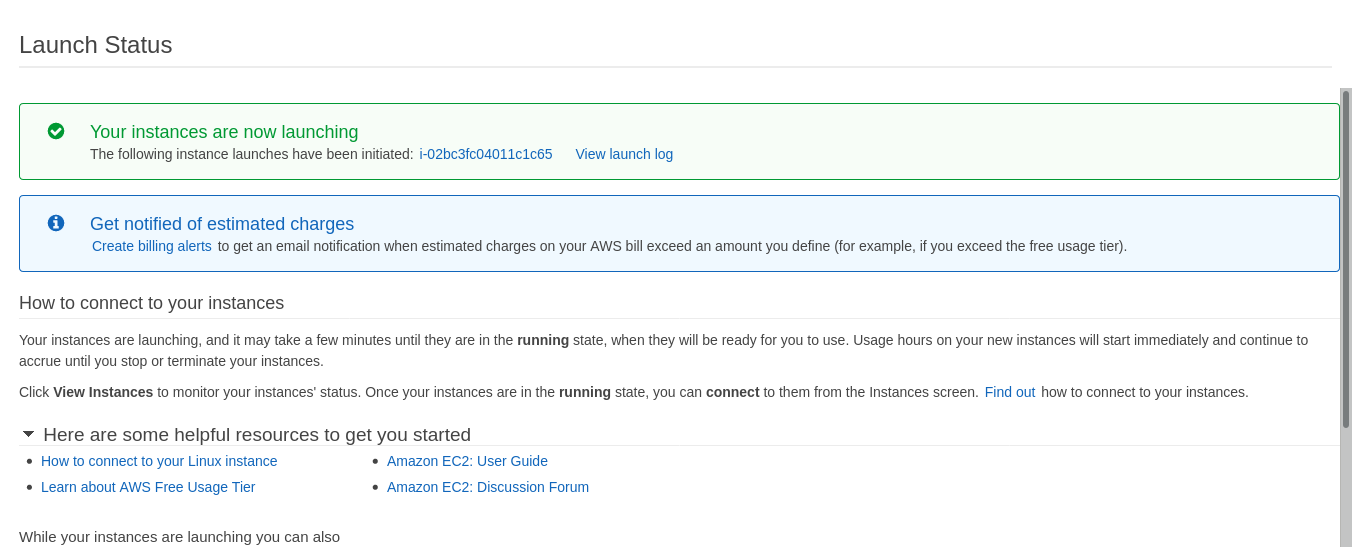 Launch Status
Your instances are now launching
The following instance launches have been initiated: i-02bc3fc04011c1c65 View launch log
Get notified of estimated charges
Create billing alerts to get an email notification when estimated charges on your AWS bill exceed an amount you define (for example, if you exceed the free usage tier).
How to connect to your instances
Your instances are launching, and it may take a few minutes until they are in the running state, when they will be ready for you to use. Usage hours on your new instances will start immediately and continue to
accrue until you stop or terminate your instances.
Click View Instances to monitor your instances' status. Once your instances are in the running state, you can connect to them from the Instances screen. Find out how to connect to your instances.
Here are some helpful resources to get you started
• How to connect to your Linux instance
• Learn about AWS Free Usage Tier
• Amazon EC2: User Guide
• Amazon EC2: Discussion Forum
While your instances are launching you can also